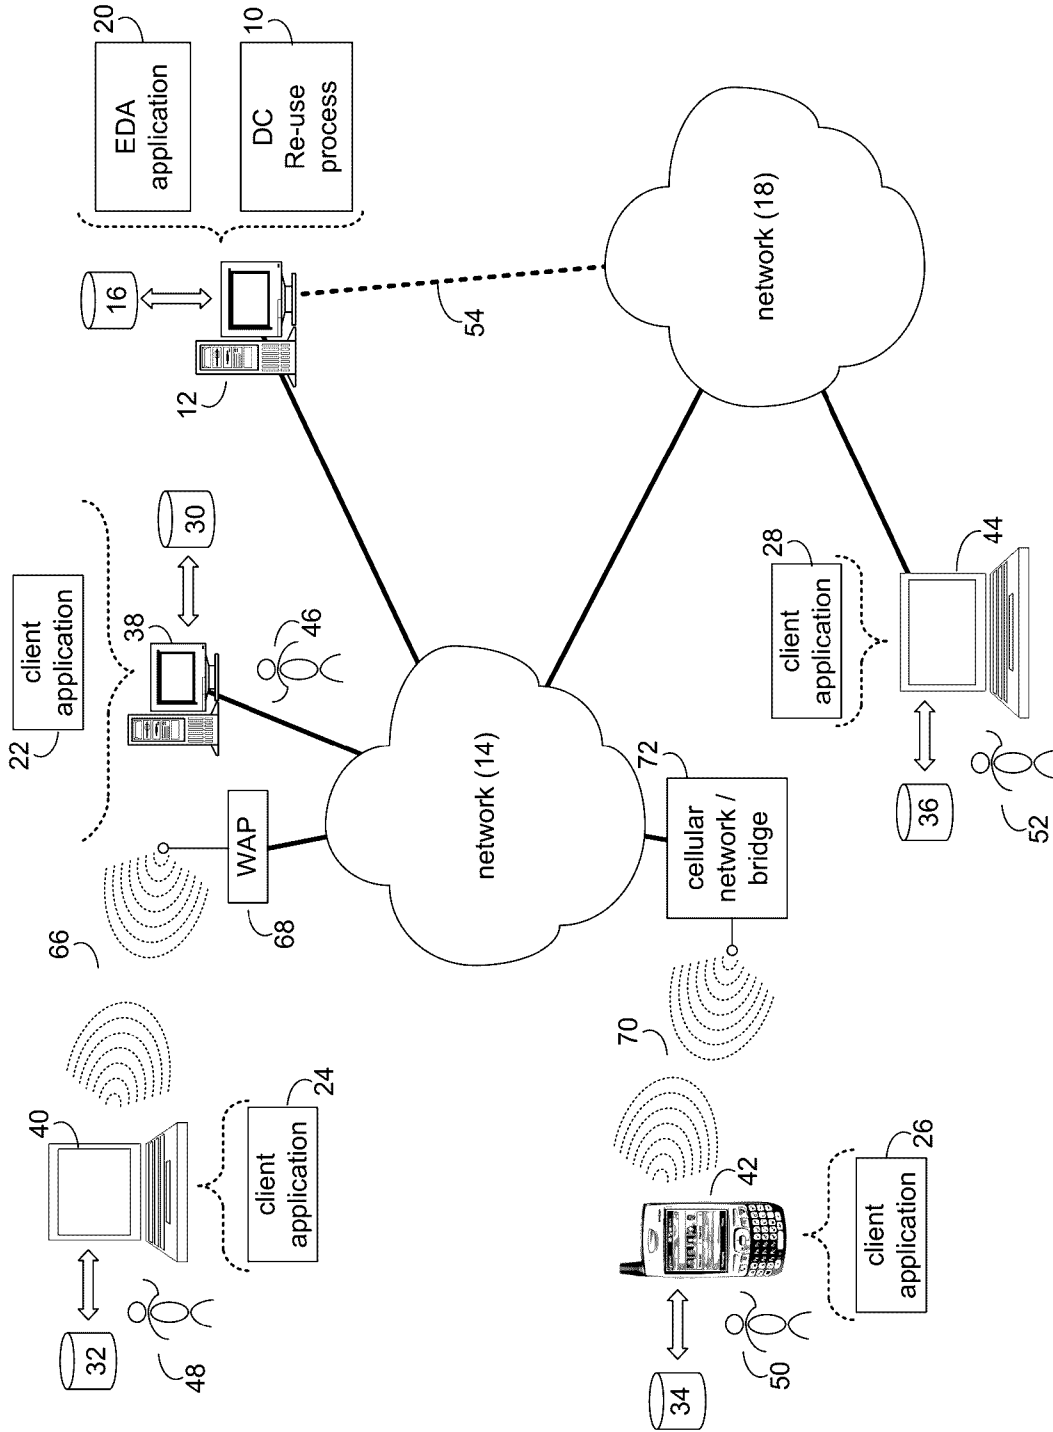 22
client
application
40
66
32
20
EDA
application
16
38
12
48
30
WAP
10
DC
Re-use
process
client
application
24
68
46
54
network (14)
70
72
34
cellular
network /
bridge
42
network (18)
28
client
application
50
client
application
26
36
44
52